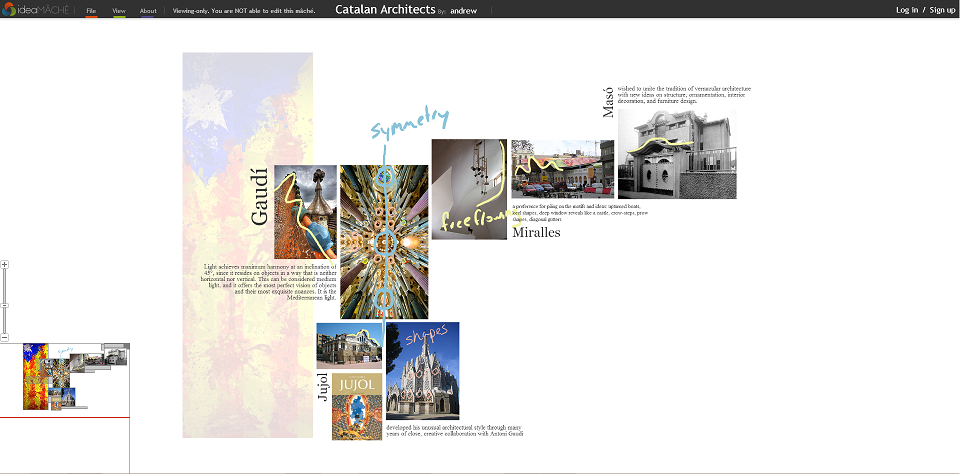 ideaMÂCHÉ
File
View
About
Viewing-only. You are NOT able to edit this mâché.
Catalan Architects By: andrew
Log in / Sign up
symmetry
Masó
wished to unite the tradition of vernacular architecture
with new ideas on structure, ornamentation, interior
decoration, and furniture design.
Gaudí
Light achieves maximum harmony at an inclination of
45°, since it resides on objects in a way that is neither
horizontal nor vertical. This can be considered medium
light, and it offers the most perfect vision of objects
and their most exquisite nuances. It is the
Mediterranean light.
a preference for piling on the motifs and ideas: upturned boats,
keel shapes, deep window reveals like a castle, crow-steps, prow
shapes, diagonal gutters
Miralles
shapes
Jujol
JUJOL
developed his unusual architectural style through many
years of close, creative collaboration with Antoni Gaudí